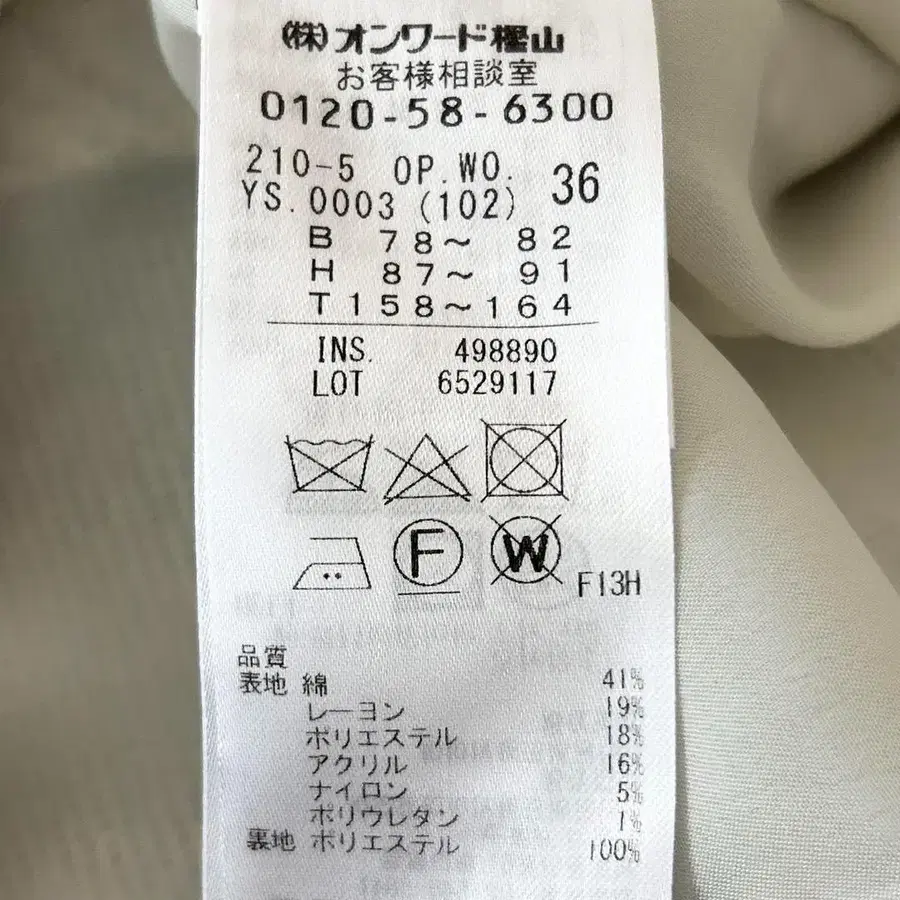 (株)オンワード樫山
お客様相談室
0120-58-6300
210-5 OP.WO. 36
YS.0003 (102)
B 78～ 82
H 87～ 91
T158～164
INS. 498890
LOT 6529117
F W F13H
品質
表地 綿 41%
レーヨン 19%
ポリエステル 18%
アクリル 16%
ナイロン 5%
ポリウレタン 1%
裏地 ポリエステル 100%